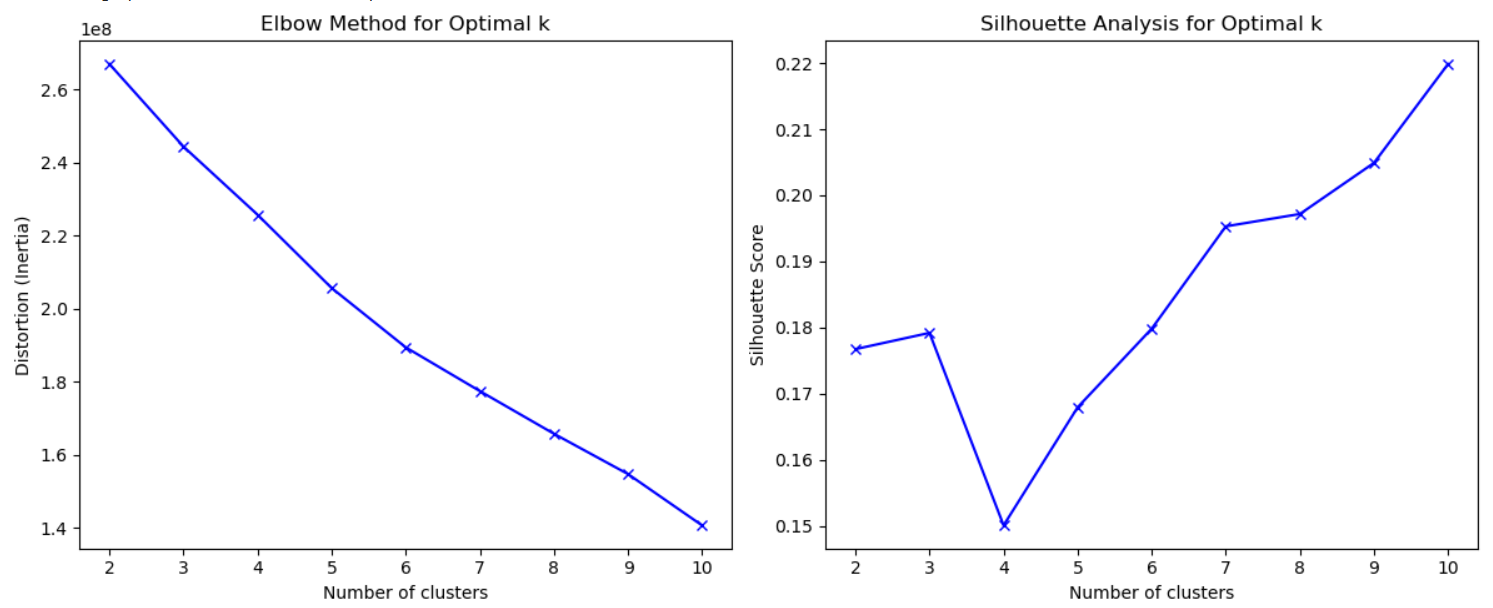 Elbow Method for Optimal k
1e8
2.6
2.4
2.2
2.0
1.8
1.6
1.4
Distortion (Inertia)
2 3 4 5 6 7 8 9 10
Number of clusters
Silhouette Analysis for Optimal k
0.22
0.21
0.20
0.19
0.18
0.17
0.16
0.15
Silhouette Score
2 3 4 5 6 7 8 9 10
Number of clusters